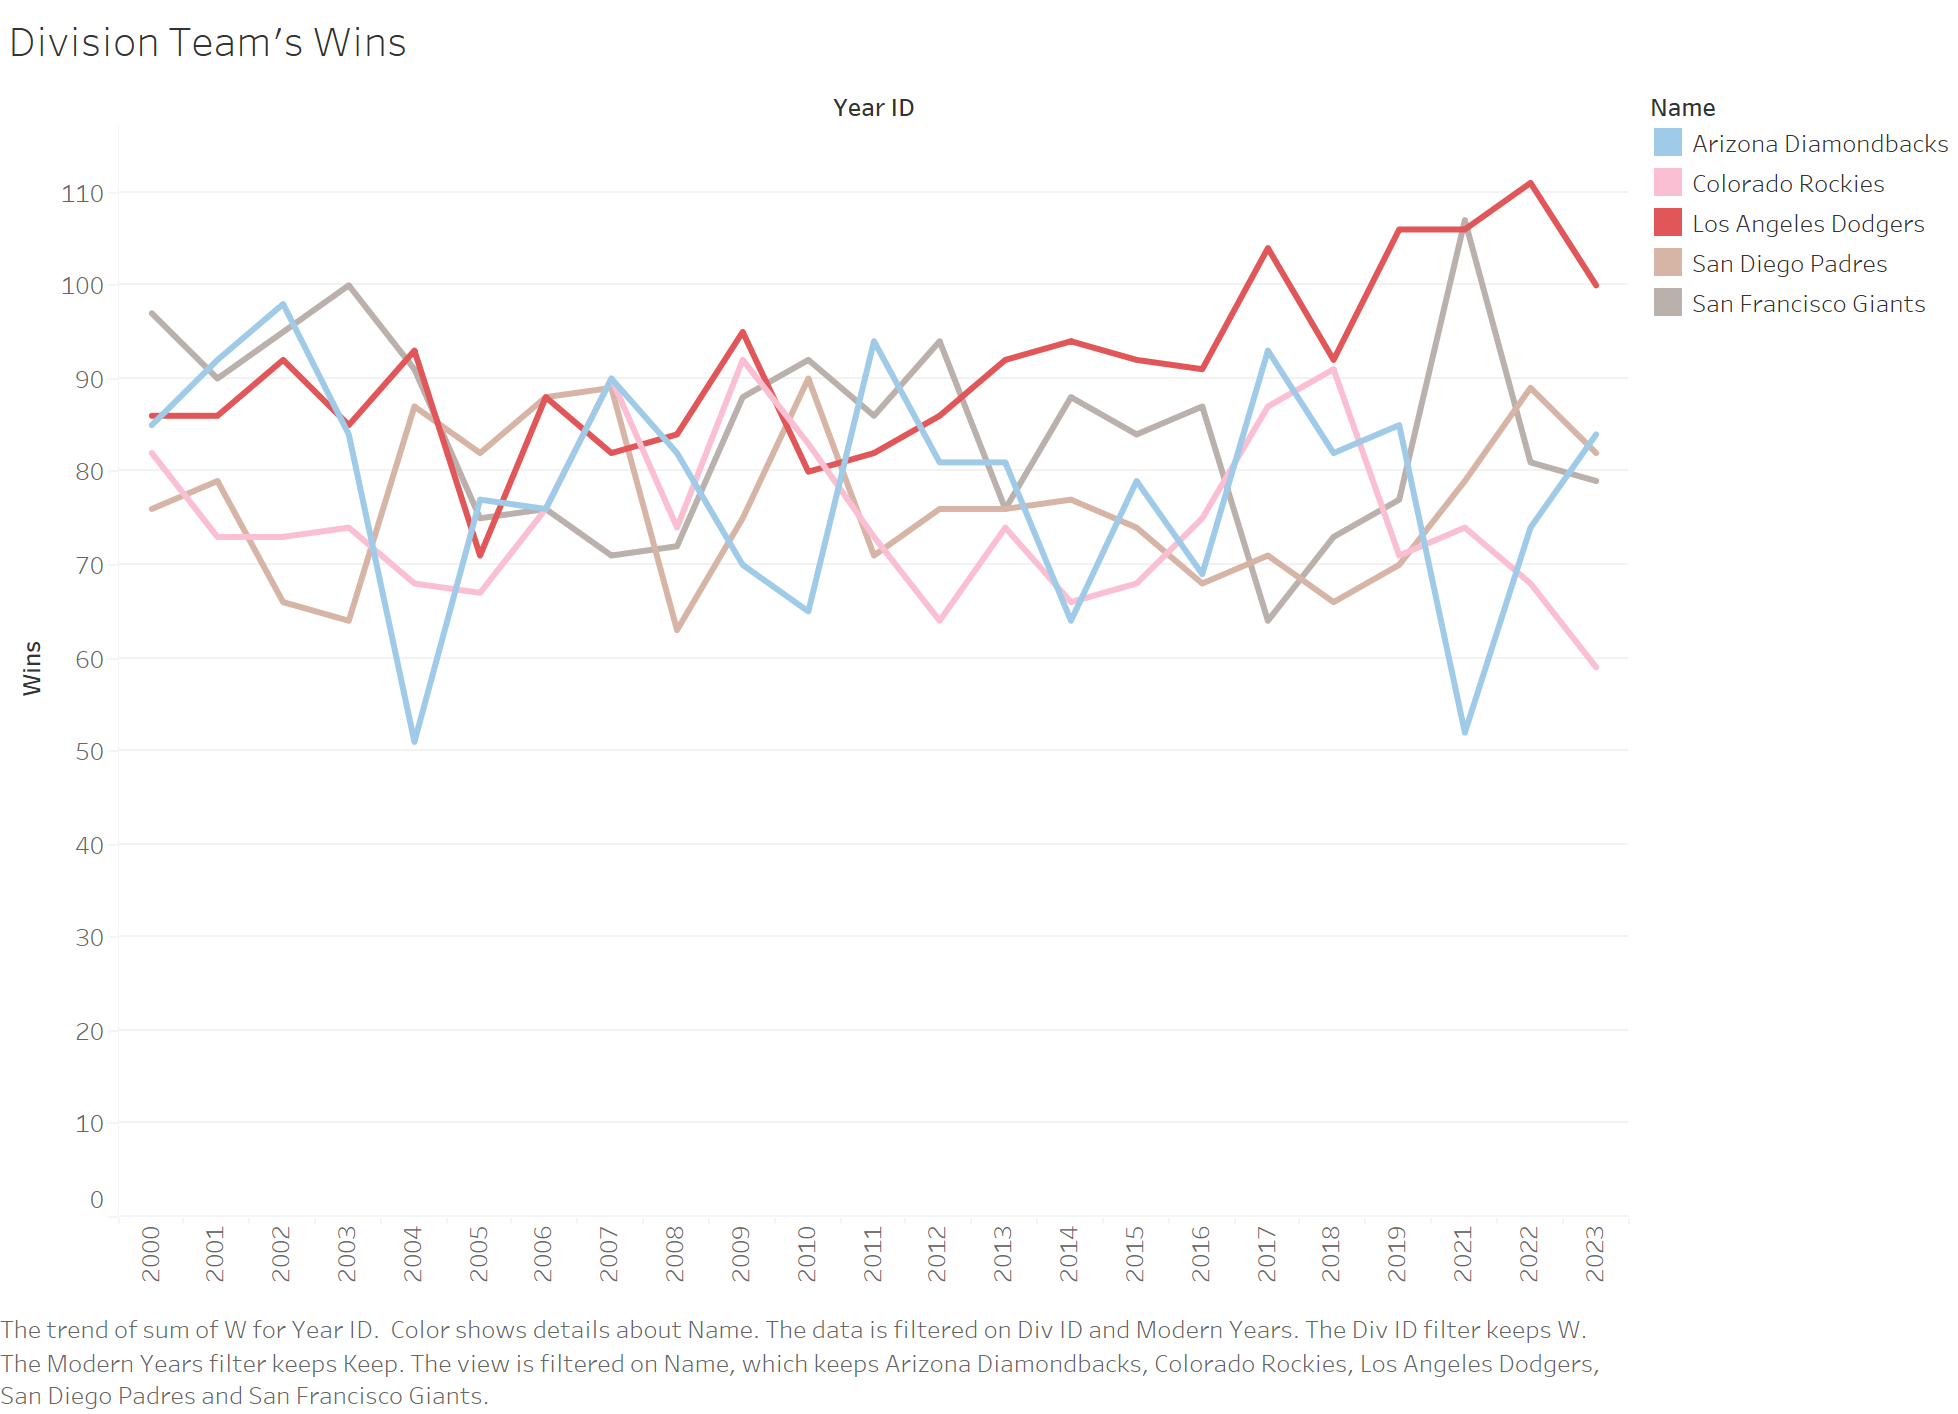 Division Team's Wins
Year ID
Name
Arizona Diamondbacks
Colorado Rockies
Los Angeles Dodgers
San Diego Padres
San Francisco Giants
Wins
110
100
90
80
70
60
50
40
30
20
10
0
2000 2001 2002 2003 2004 2005 2006 2007 2008 2009 2010 2011 2012 2013 2014 2015 2016 2017 2018 2019 2021 2022 2023
The trend of sum of W for Year ID.  Color shows details about Name. The data is filtered on Div ID and Modern Years. The Div ID filter keeps W.
The Modern Years filter keeps Keep. The view is filtered on Name, which keeps Arizona Diamondbacks, Colorado Rockies, Los Angeles Dodgers,
San Diego Padres and San Francisco Giants.